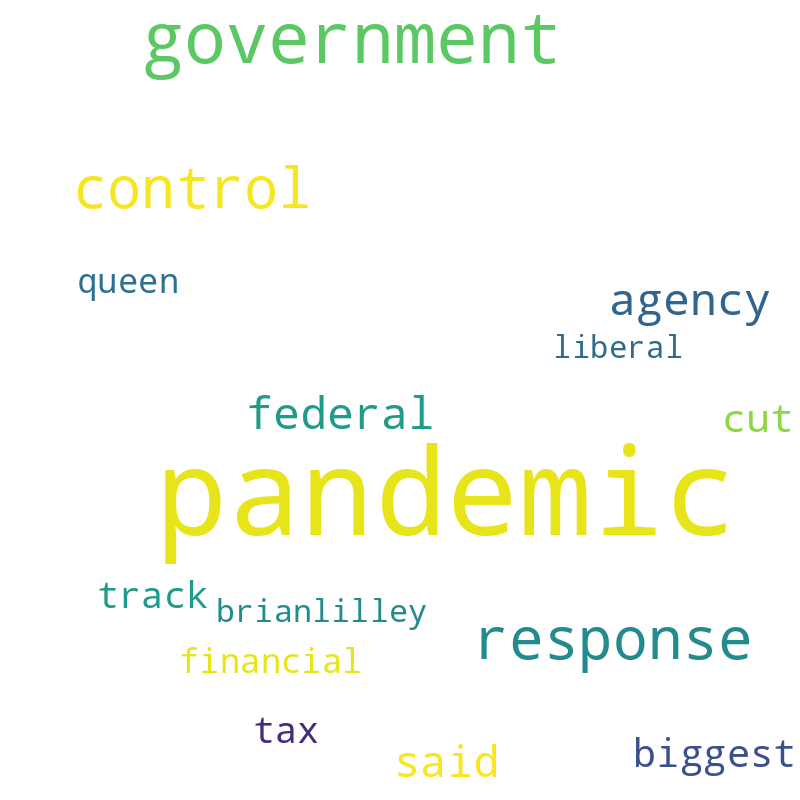 government
control
queen
agency
liberal
federal
cut
pandemic
track
brianlilley
response
financial
tax
said
biggest